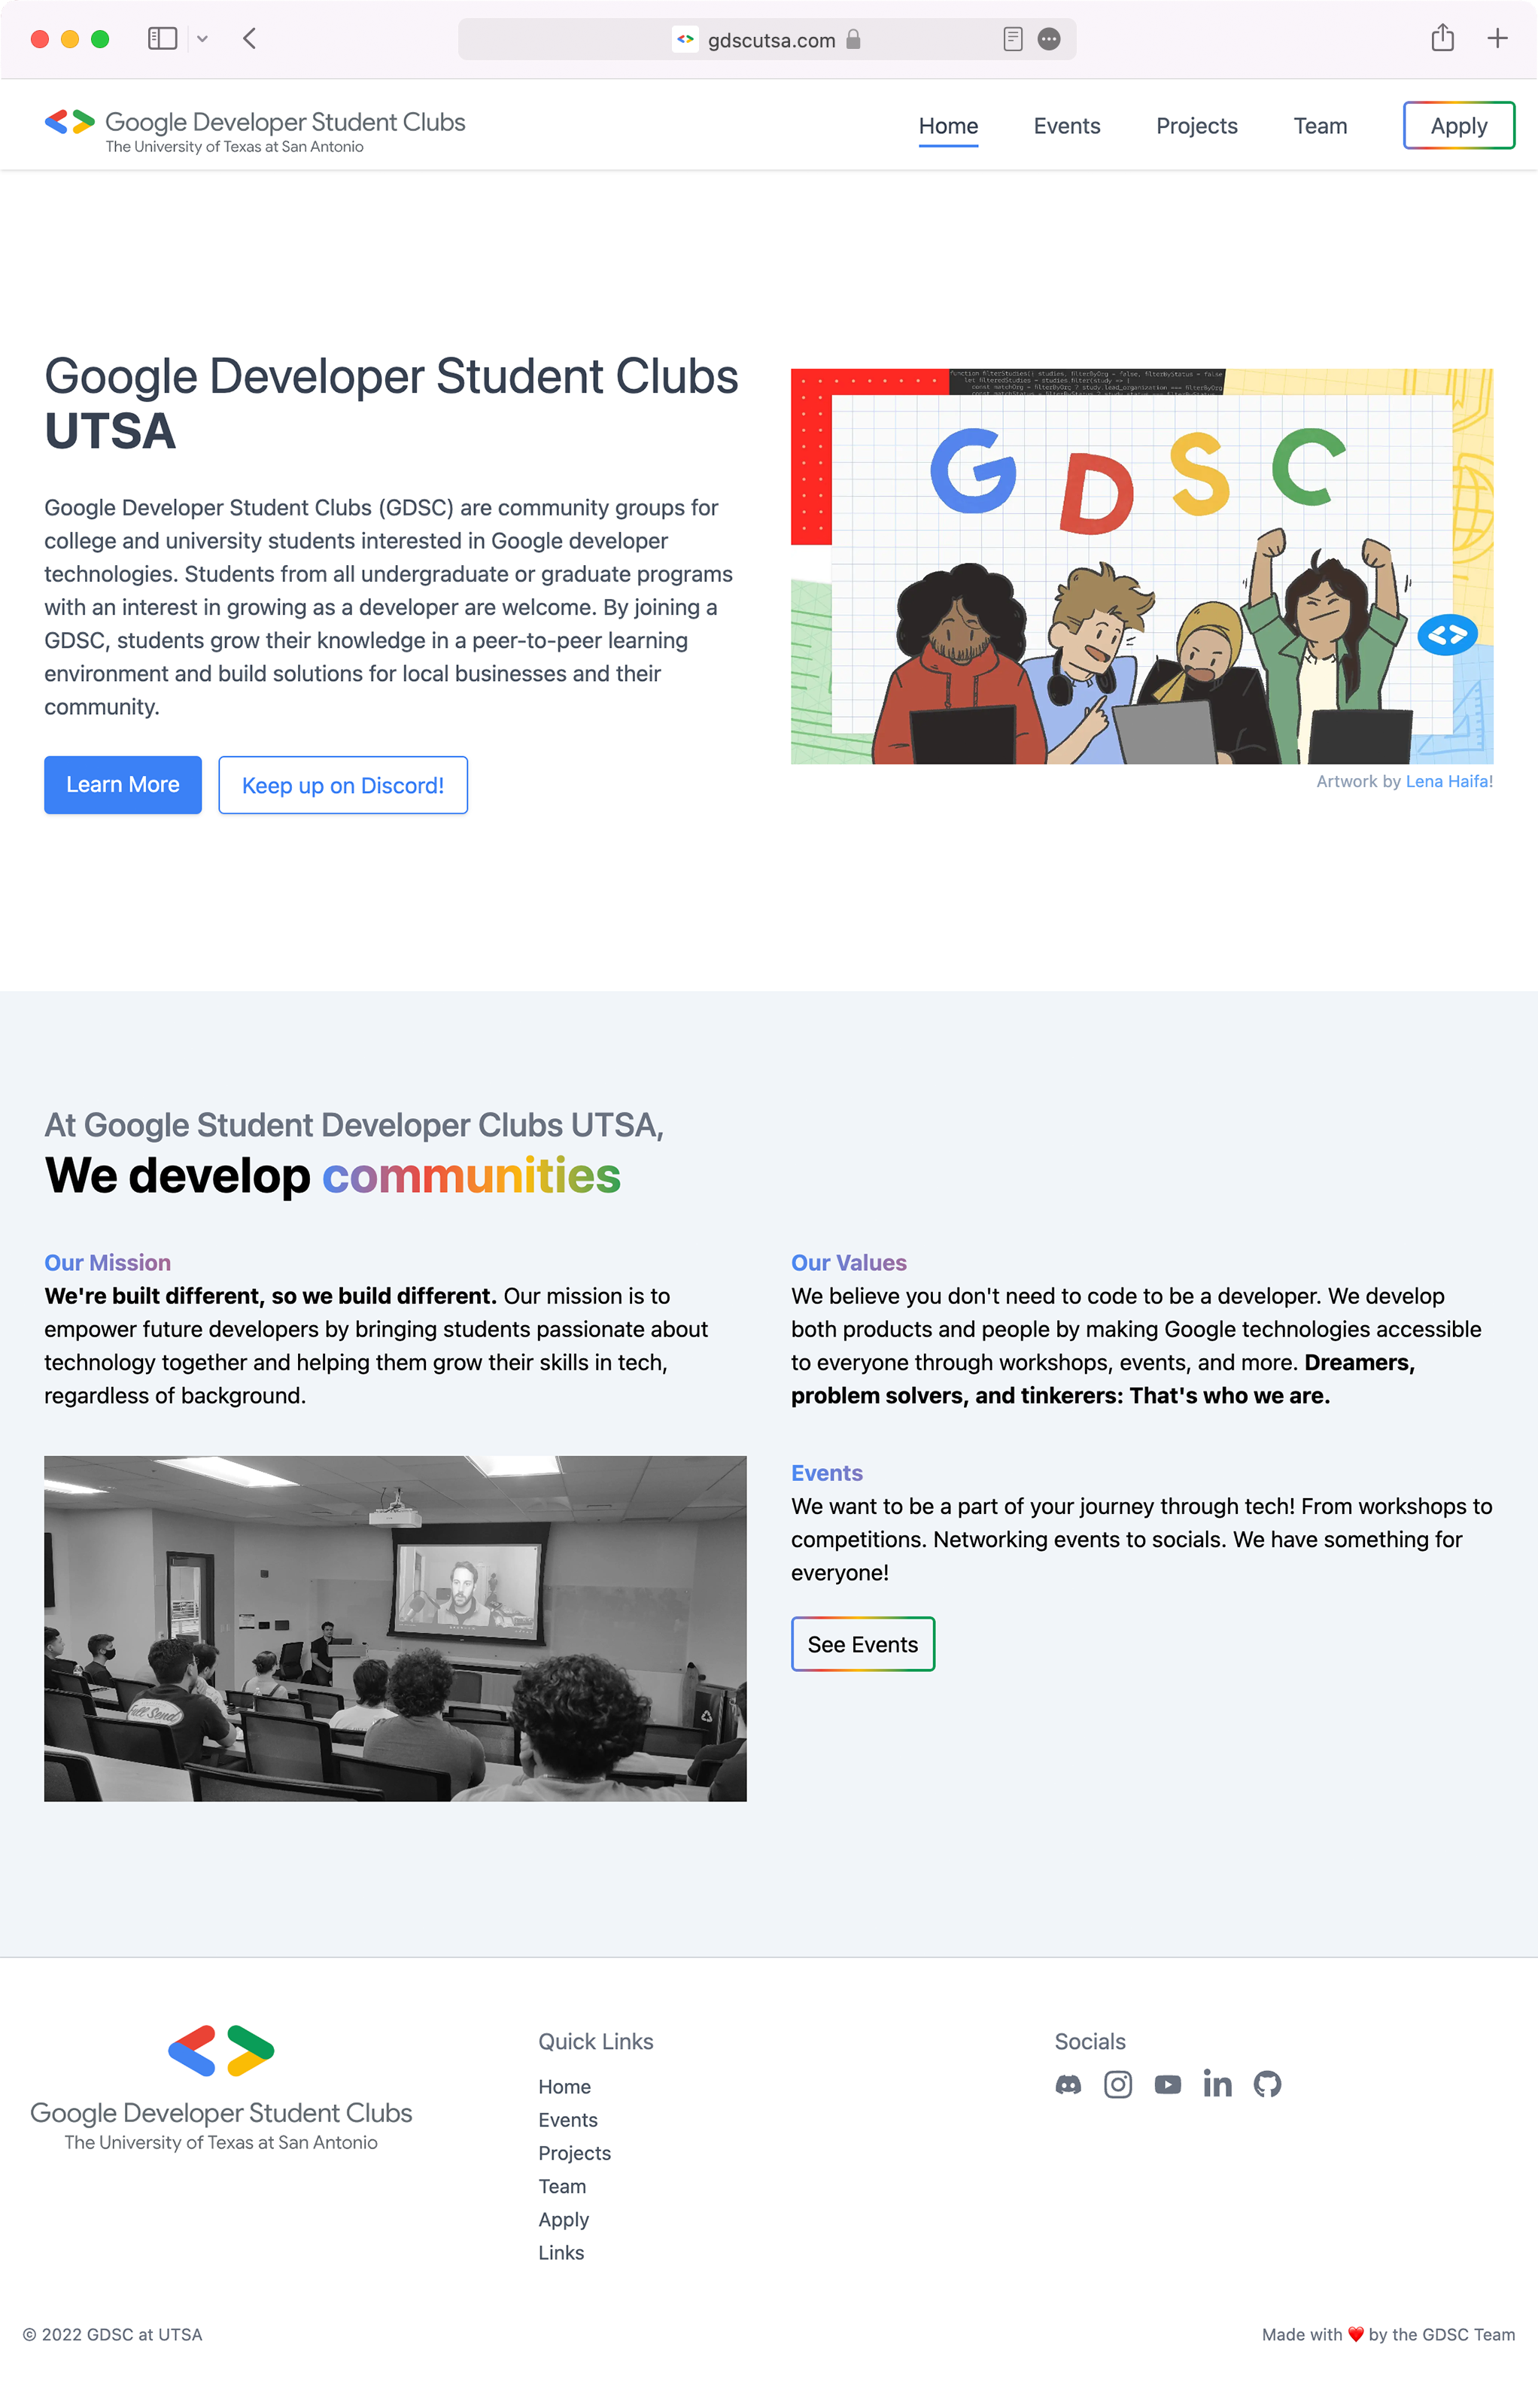 gdscutsa.com
Google Developer Student Clubs
The University of Texas at San Antonio
Home
Events
Projects
Team
Apply
Google Developer Student Clubs
UTSA
Google Developer Student Clubs (GDSC) are community groups for
college and university students interested in Google developer
technologies. Students from all undergraduate or graduate programs
with an interest in growing as a developer are welcome. By joining a
GDSC, students grow their knowledge in a peer-to-peer learning
environment and build solutions for local businesses and their
community.
Learn More
Keep up on Discord!
G D S C
Artwork by Lena Haifa!
At Google Student Developer Clubs UTSA,
We develop communities
Our Mission
We're built different, so we build different. Our mission is to
empower future developers by bringing students passionate about
technology together and helping them grow their skills in tech,
regardless of background.
Our Values
We believe you don't need to code to be a developer. We develop
both products and people by making Google technologies accessible
to everyone through workshops, events, and more. Dreamers,
problem solvers, and tinkerers: That's who we are.
Full Send
Events
We want to be a part of your journey through tech! From workshops to
competitions. Networking events to socials. We have something for
everyone!
See Events
Google Developer Student Clubs
The University of Texas at San Antonio
Quick Links
Home
Events
Projects
Team
Apply
Links
Socials
© 2022 GDSC at UTSA
Made with ❤️ by the GDSC Team